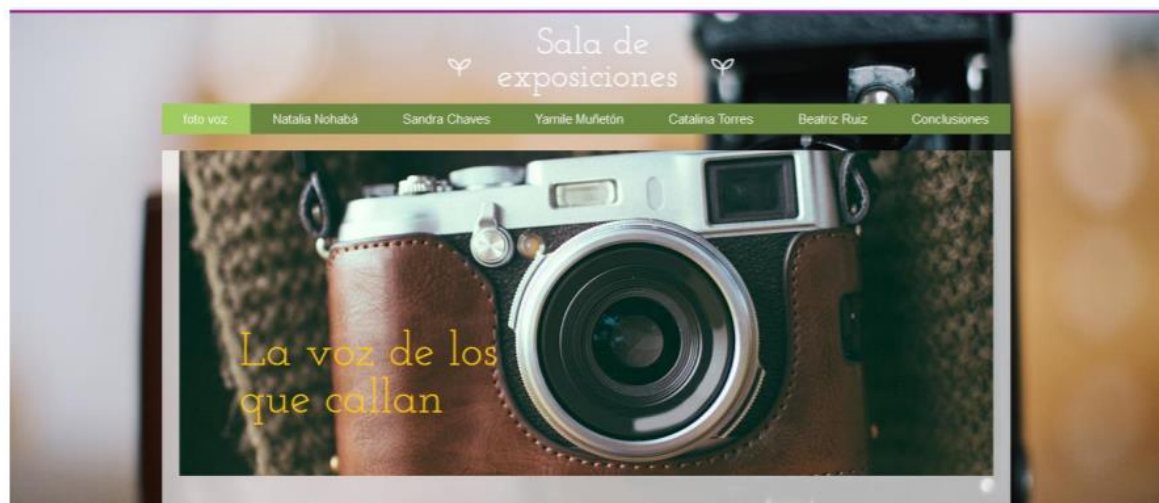 Sala de
exposiciones
foto voz Natalia Nohabá Sandra Chaves Yamile Muñetón Catalina Torres Beatriz Ruiz Conclusiones
La voz de los
que callan